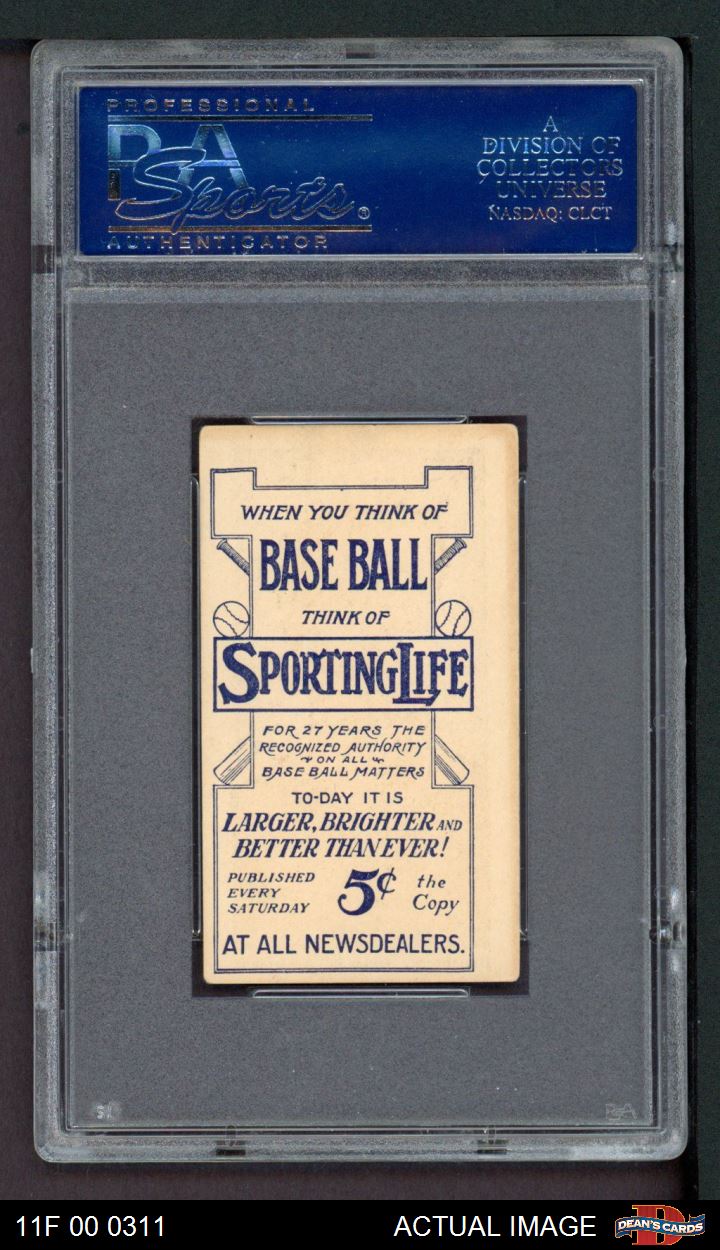 PROFESSIONAL
PSA
Sports®
AUTHENTICATOR
A
DIVISION OF
COLLECTORS
UNIVERSE
NASDAQ: CLCT
WHEN YOU THINK OF
BASE BALL
THINK OF
SPORTING LIFE
FOR 27 YEARS THE
RECOGNIZED AUTHORITY
ON ALL
BASE BALL MATTERS
TO-DAY IT IS
LARGER, BRIGHTER AND
BETTER THAN EVER!
PUBLISHED
EVERY
SATURDAY
5¢
the
Copy
AT ALL NEWSDEALERS.
PSA
11F 00 0311
ACTUAL IMAGE
D
DEAN'S CARDS